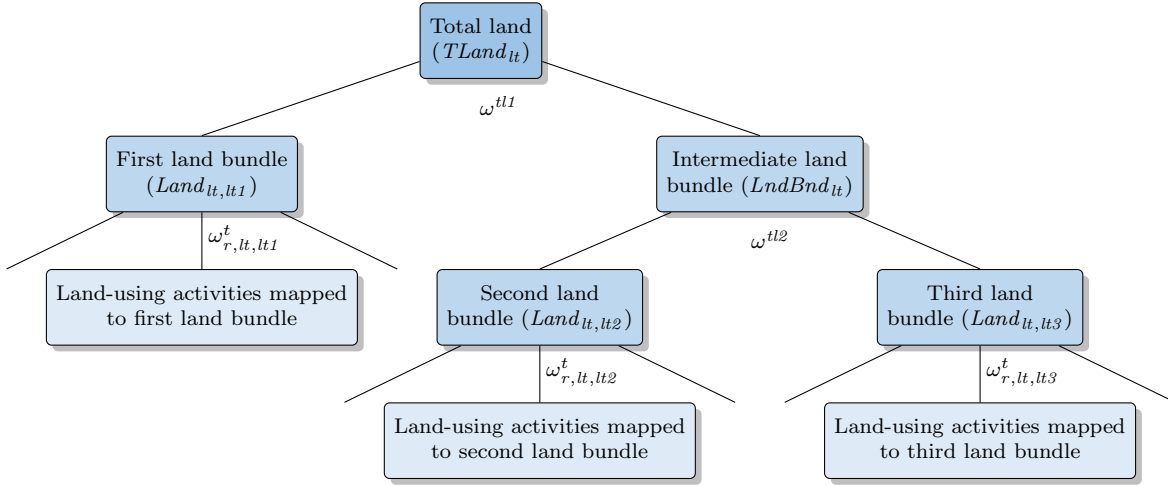 Total land
(TLand_lt)
ω^tl1
First land bundle
(Land_lt,lt1)
Intermediate land
bundle (LndBnd_lt)
ω^t_r,lt,lt1
ω^tl2
Land-using activities mapped
to first land bundle
Second land
bundle (Land_lt,lt2)
Third land
bundle (Land_lt,lt3)
ω^t_r,lt,lt2
ω^t_r,lt,lt3
Land-using activities mapped
to second land bundle
Land-using activities mapped
to third land bundle